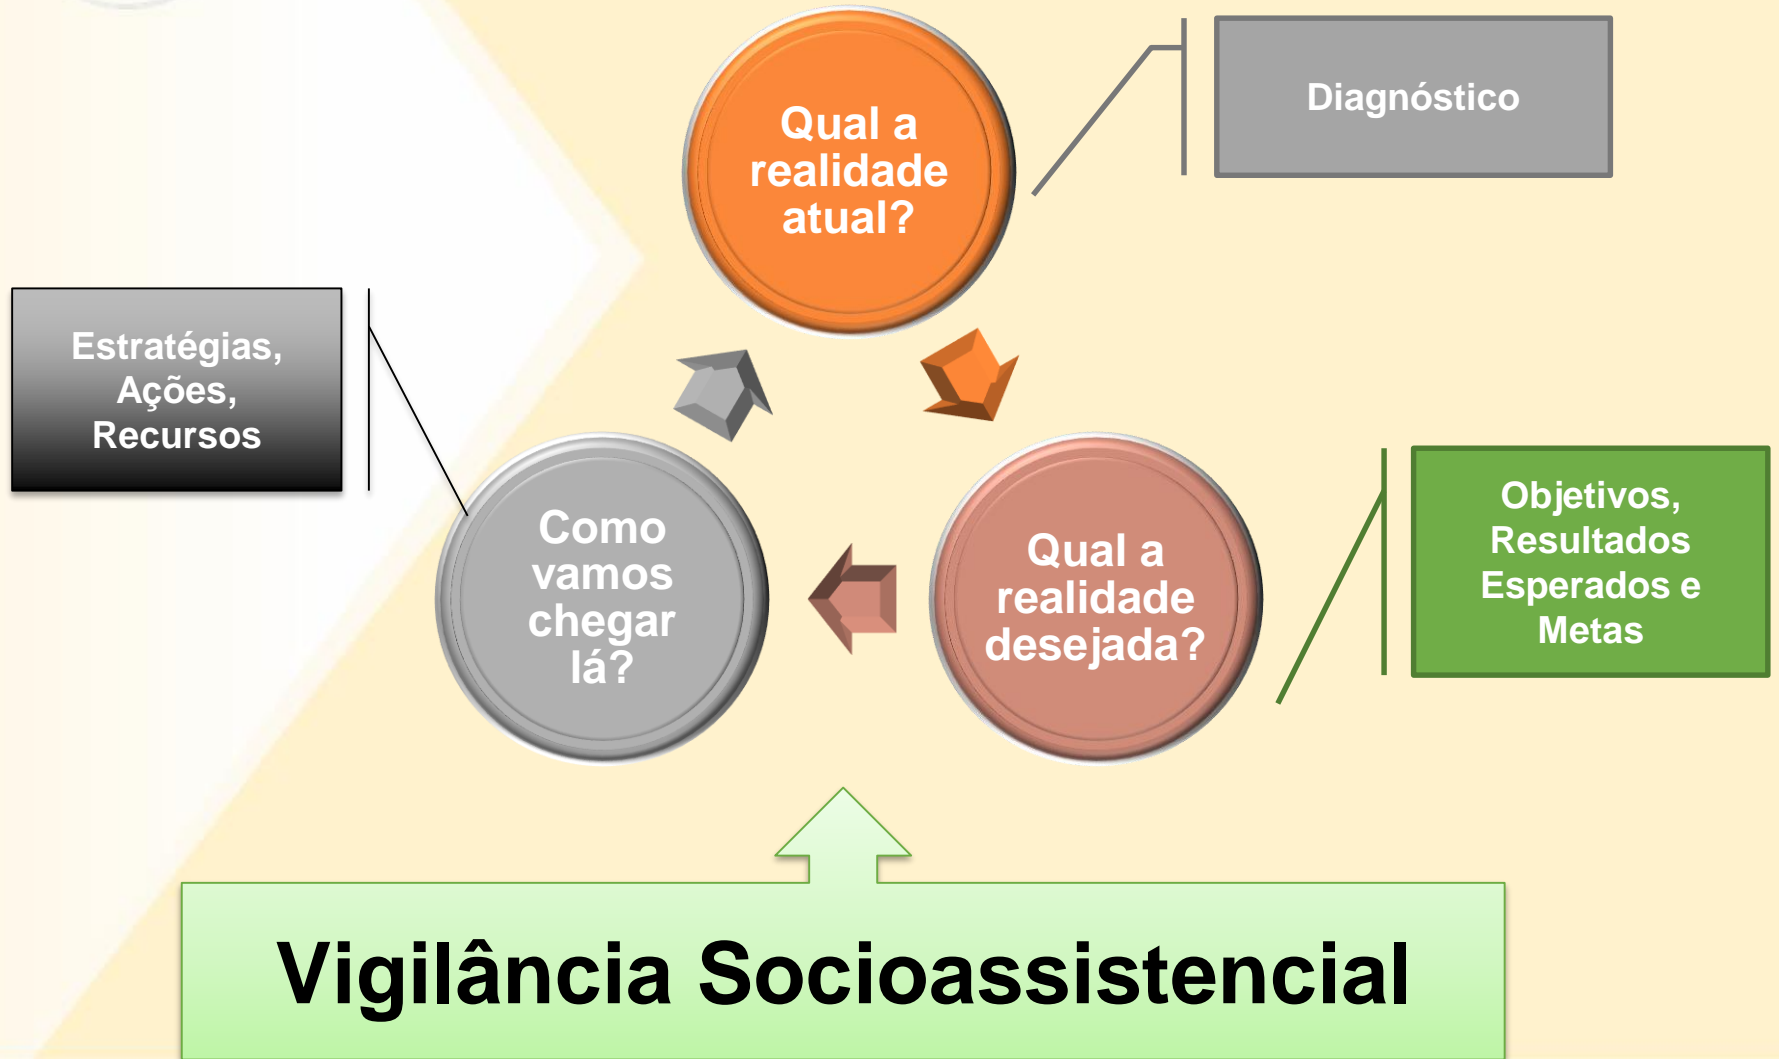 Qual a
realidade
atual?
Diagnóstico
Estratégias,
Ações,
Recursos
Como
vamos
chegar
lá?
Qual a
realidade
desejada?
Objetivos,
Resultados
Esperados e
Metas
Vigilância Socioassistencial